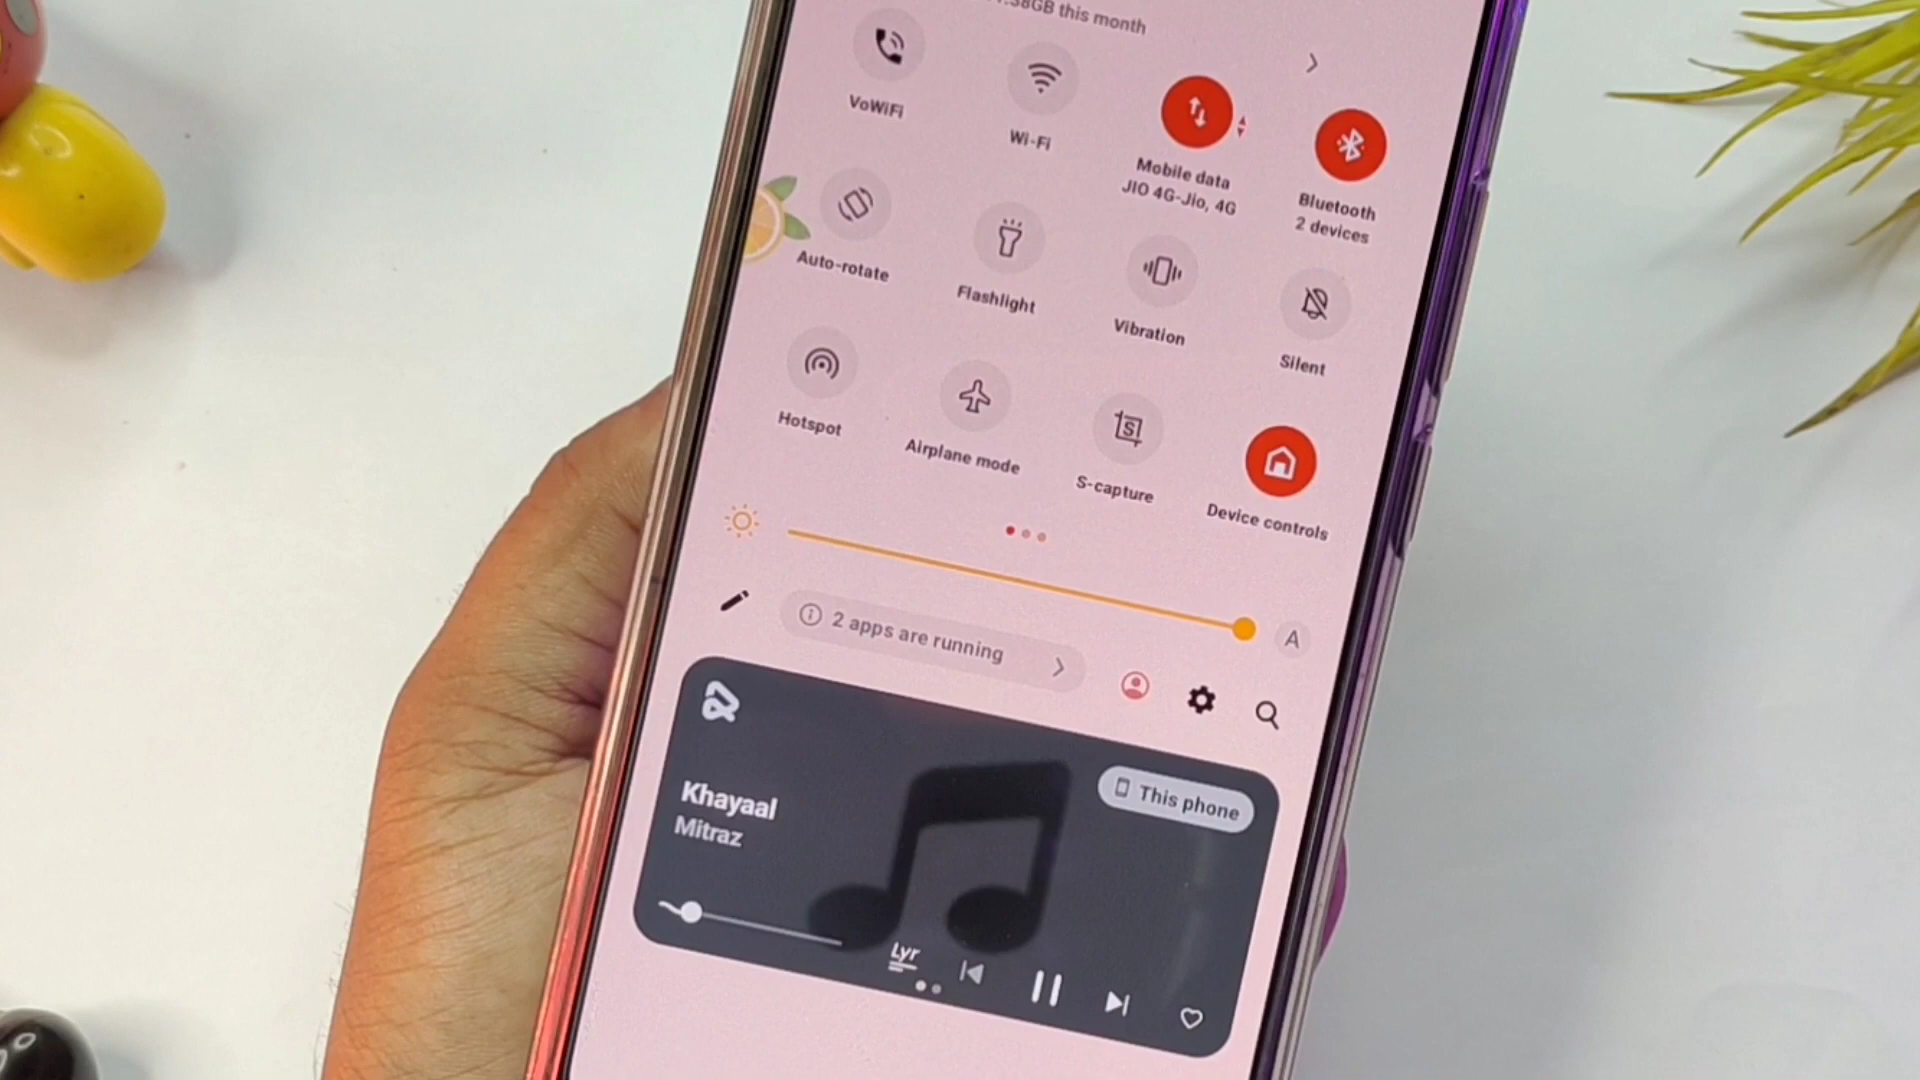 .38GB this month
VoWiFi
Wi-Fi
Mobile data
JIO 4G-Jio, 4G
Bluetooth
2 devices
Auto-rotate
Flashlight
Vibration
Silent
Hotspot
Airplane mode
S-capture
Device controls
A
2 apps are running
This phone
Khayaal
Mitraz
Lyr